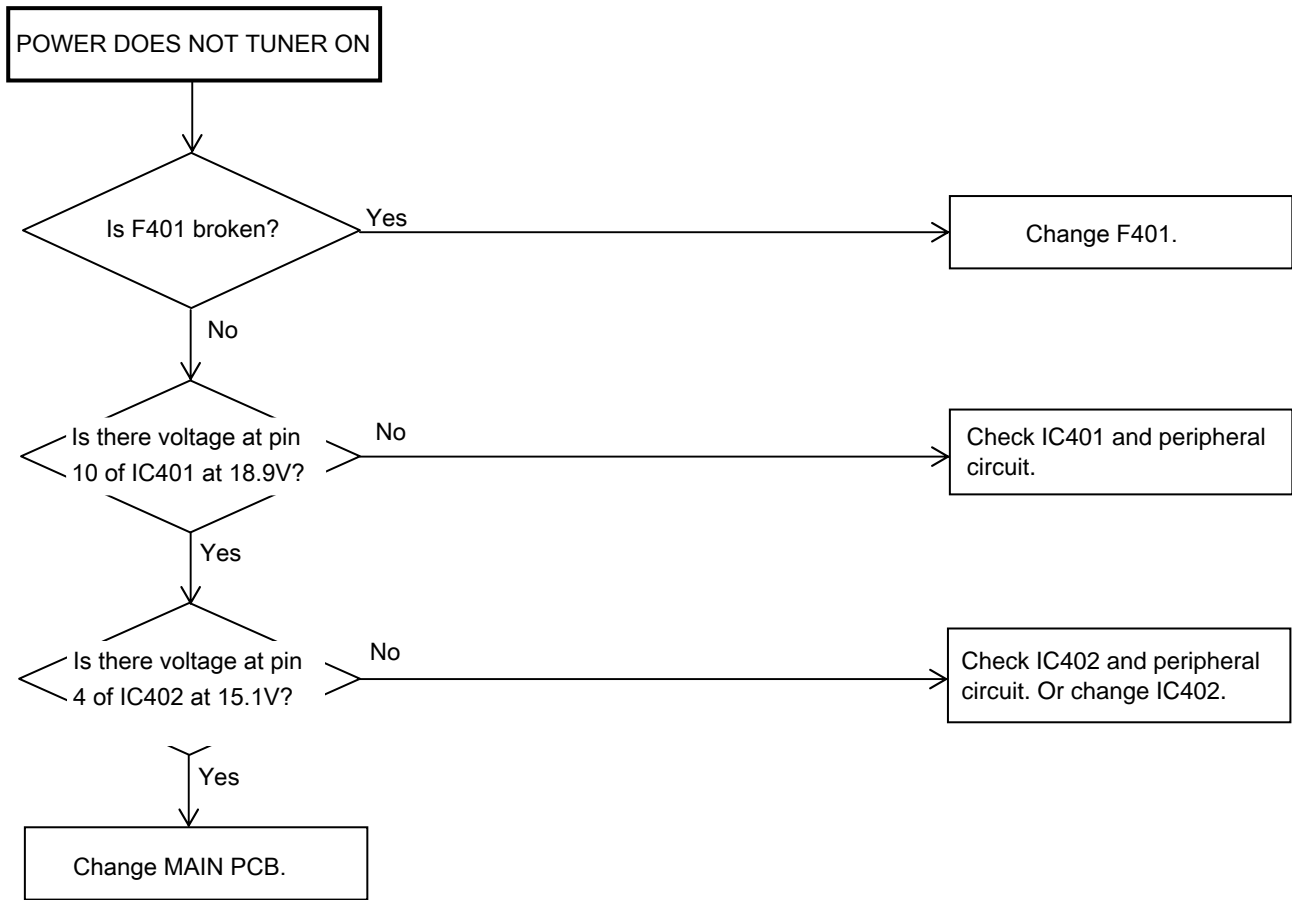 POWER DOES NOT TUNER ON
Is F401 broken?
Yes
Change F401.
No
Is there voltage at pin
10 of IC401 at 18.9V?
No
Check IC401 and peripheral
circuit.
Yes
Is there voltage at pin
4 of IC402 at 15.1V?
No
Check IC402 and peripheral
circuit. Or change IC402.
Yes
Change MAIN PCB.